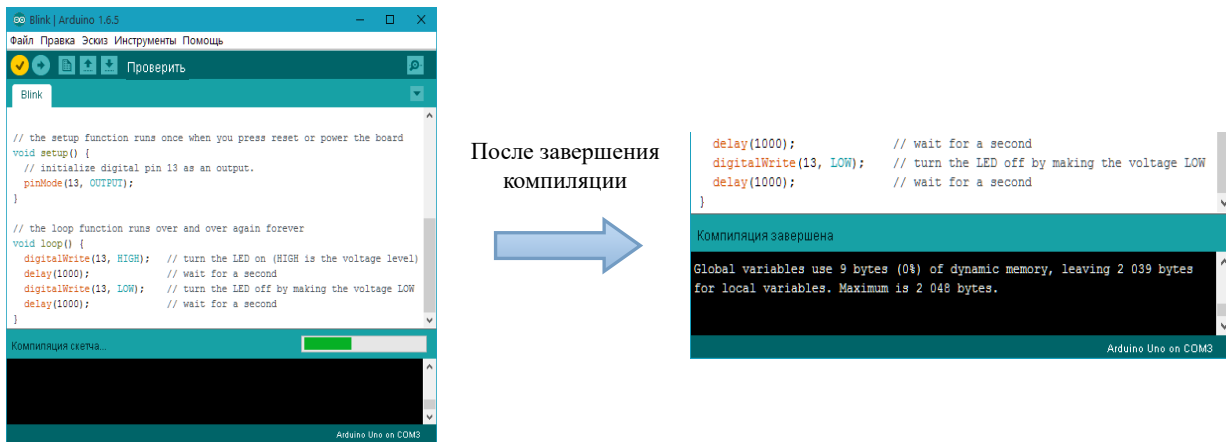 Blink | Arduino 1.6.5
Файл Правка Эскиз Инструменты Помощь
Проверить
Blink
// the setup function runs once when you press reset or power the board
void setup() {
  // initialize digital pin 13 as an output.
  pinMode(13, OUTPUT);
}
// the loop function runs over and over again forever
void loop() {
  digitalWrite(13, HIGH);   // turn the LED on (HIGH is the voltage level)
  delay(1000);              // wait for a second
  digitalWrite(13, LOW);    // turn the LED off by making the voltage LOW
  delay(1000);              // wait for a second
}
Компиляция скетча...
Arduino Uno on COM3
После завершения
компиляции
  delay(1000);              // wait for a second
  digitalWrite(13, LOW);    // turn the LED off by making the voltage LOW
  delay(1000);              // wait for a second
}
Компиляция завершена
Global variables use 9 bytes (0%) of dynamic memory, leaving 2 039 bytes
for local variables. Maximum is 2 048 bytes.
Arduino Uno on COM3